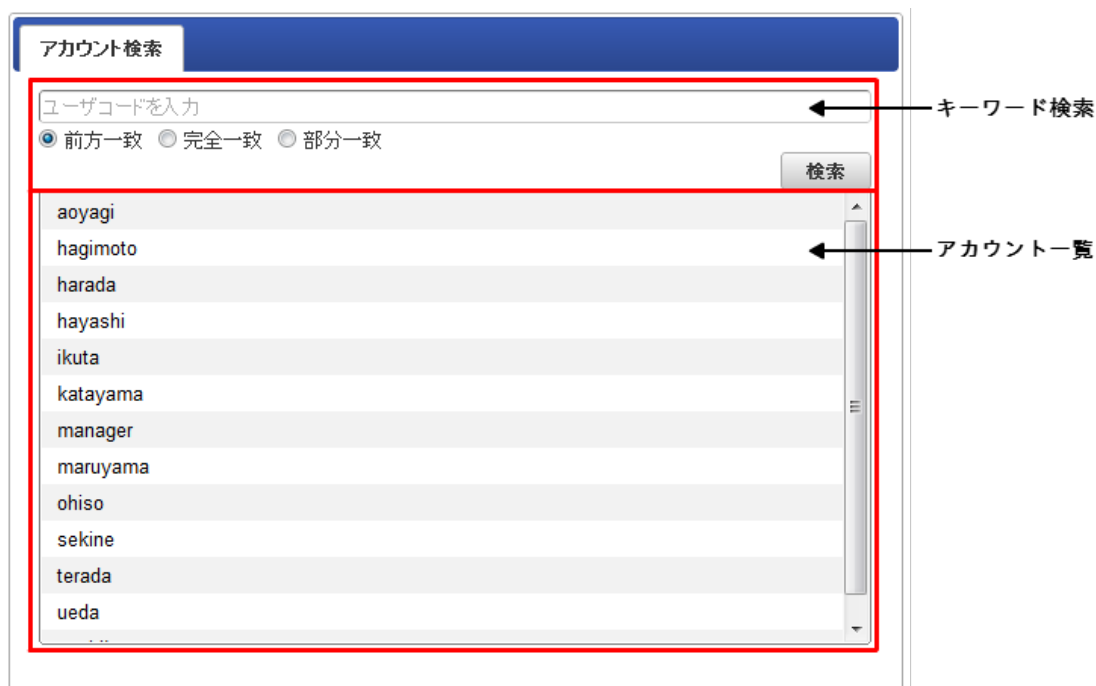 アカウント検索
ユーザコードを入力
キーワード検索
前方一致 完全一致 部分一致
検索
aoyagi
hagimoto
アカウント一覧
harada
hayashi
ikuta
katayama
manager
maruyama
ohiso
sekine
terada
ueda